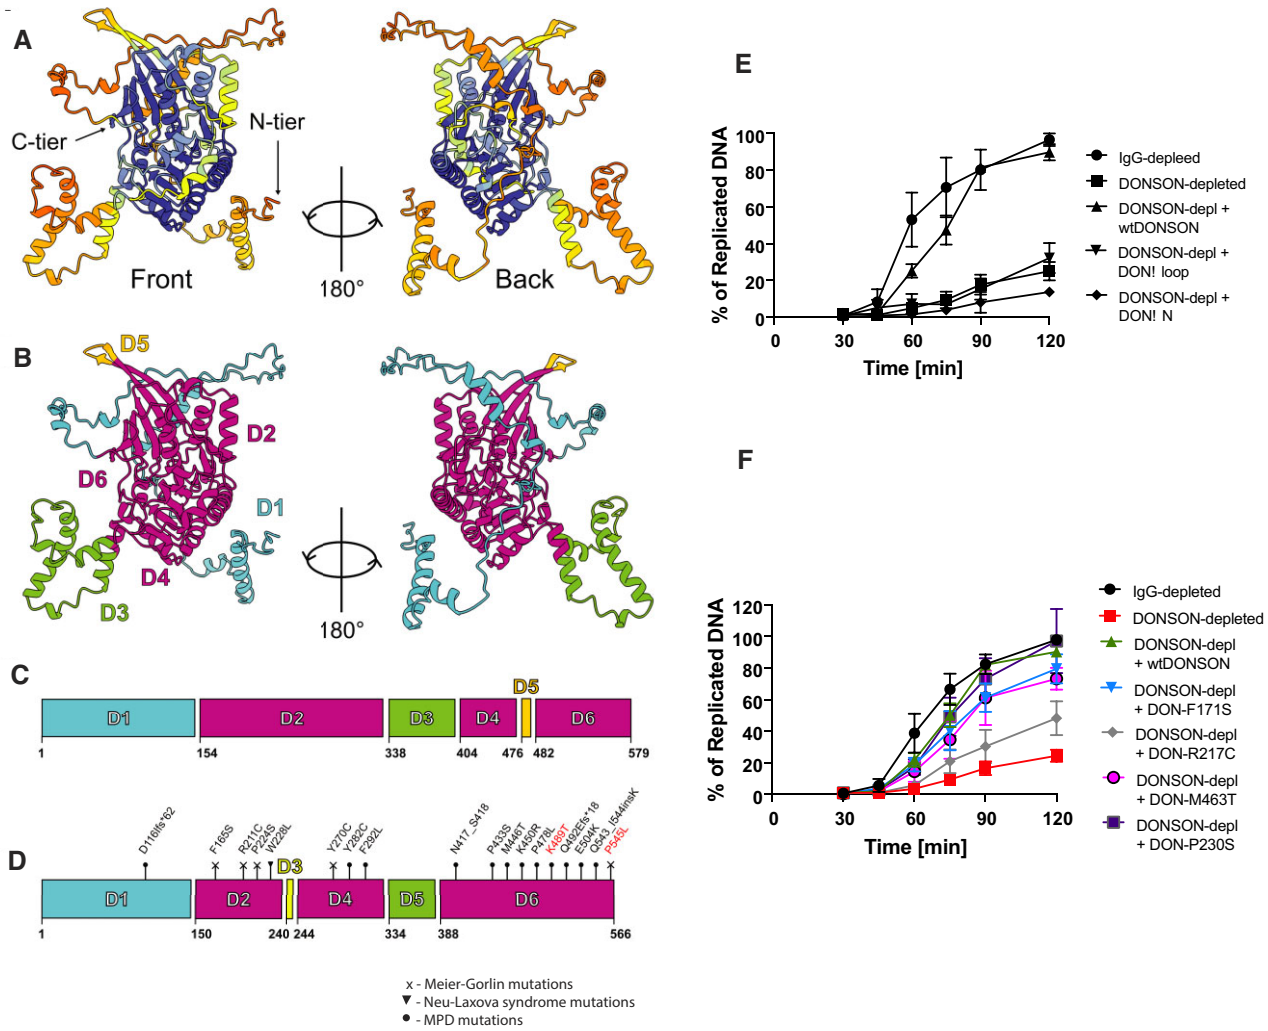 A
C-tier
N-tier
Front
180°
Back
B
D5
D2
D6
D1
D4
D3
180°
C
D1
D2
D3
D4
D5
D6
1
154
338
404
476
482
579
D
D116Ifs*62
F165S
R211C
P224S
W228L
Y270C
Y282C
F292L
N417_S418
P433S
M446T
K450R
P478L
K489T
Q492Efs*18
E504K
Q543_I544insK
P545L
D1
D2
D3
D4
D5
D6
1
150
240
244
334
388
566
x - Meier-Gorlin mutations
▼ - Neu-Laxova syndrome mutations
● - MPD mutations
E
% of Replicated DNA
100
80
60
40
20
0
0
30
60
90
120
Time [min]
IgG-depleed
DONSON-depleted
DONSON-depl +
wtDONSON
DONSON-depl +
DON! loop
DONSON-depl +
DON! N
F
% of Replicated DNA
120
100
80
60
40
20
0
0
30
60
90
120
Time [min]
IgG-depleted
DONSON-depleted
DONSON-depl
+ wtDONSON
DONSON-depl
+ DON-F171S
DONSON-depl
+ DON-R217C
DONSON-depl
+ DON-M463T
DONSON-depl
+ DON-P230S